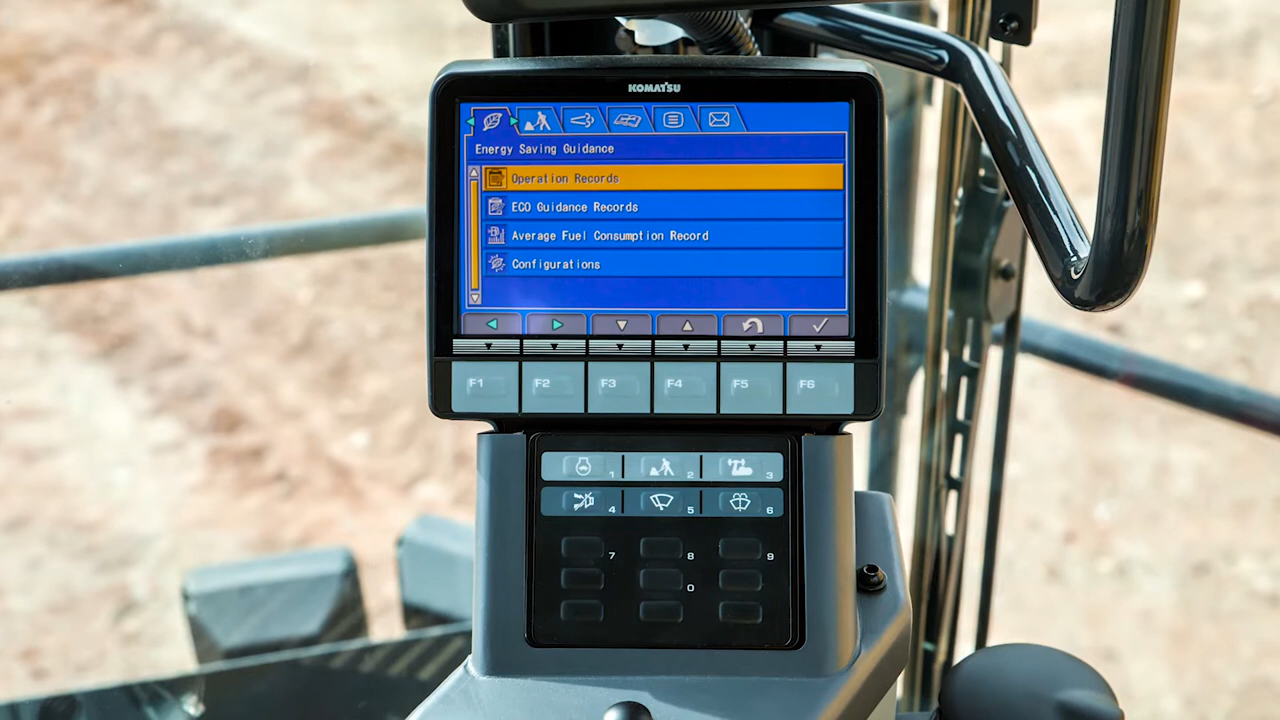 KOMATSU
Energy Saving Guidance
Operation Records
ECO Guidance Records
Average Fuel Consumption Record
Configurations
F1 F2 F3 F4 F5 F6
1 2 3
4 5 6
7 8 9
0